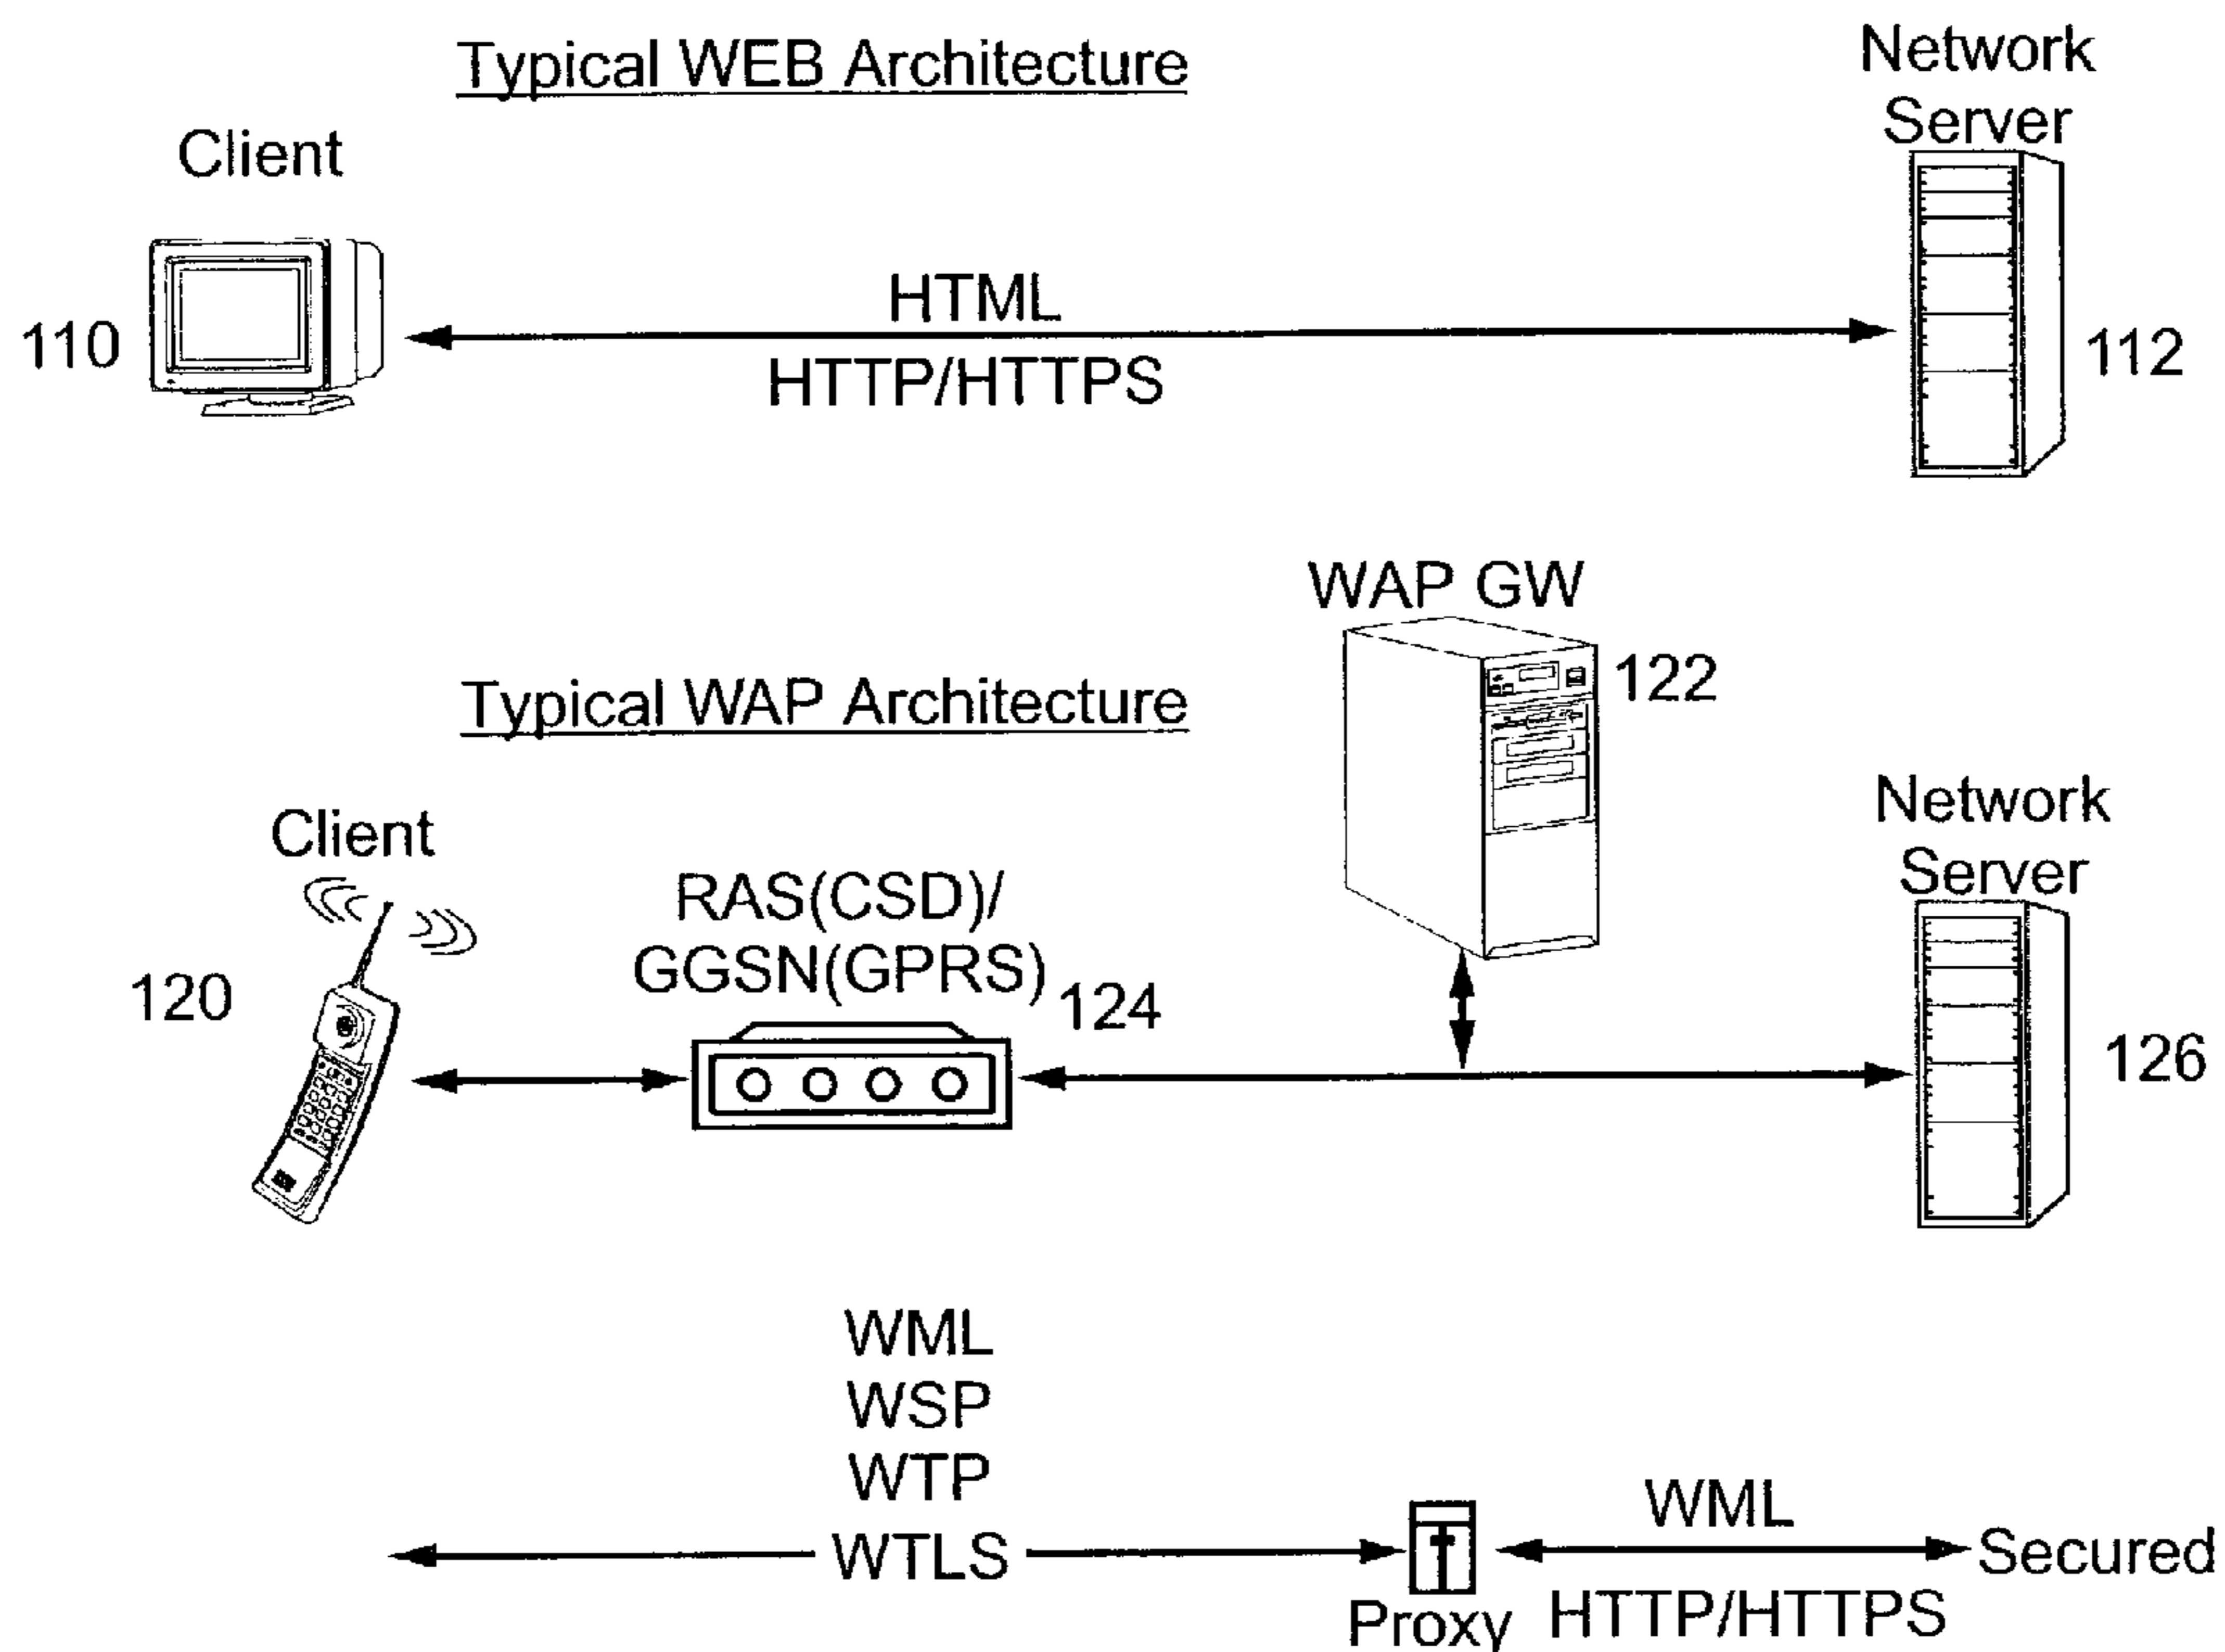 Typical WEB Architecture
Network
Server
Client
110
HTML
HTTP/HTTPS
112
WAP GW
122
Typical WAP Architecture
Network
Server
Client
RAS(CSD)/
GGSN(GPRS)
120
124
126
WML
WSP
WTP
WTLS
Proxy
WML
HTTP/HTTPS
Secured